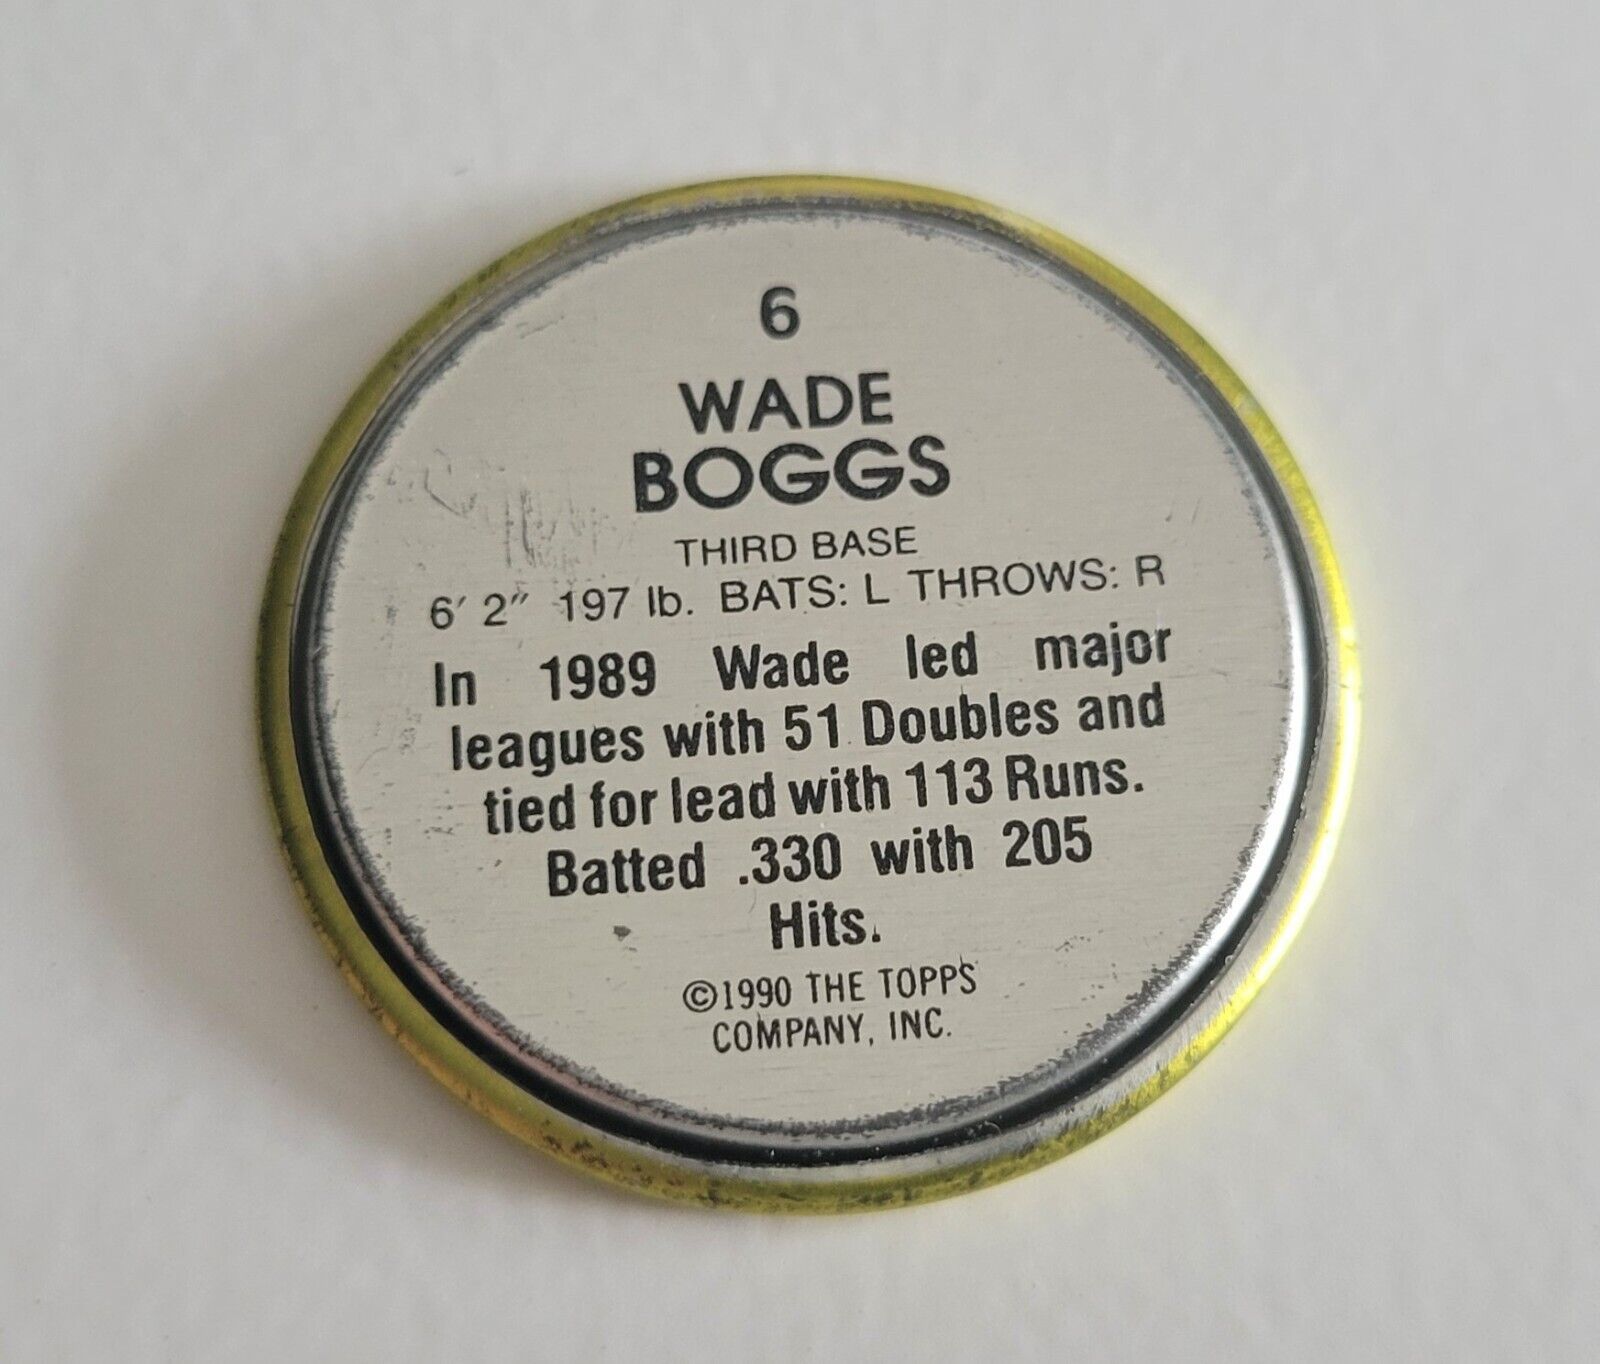 6
WADE
BOGGS
THIRD BASE
6′ 2″ 197 lb. BATS: L THROWS: R
In 1989 Wade led major
leagues with 51 Doubles and
tied for lead with 113 Runs.
Batted .330 with 205
Hits.
©1990 THE TOPPS
COMPANY, INC.